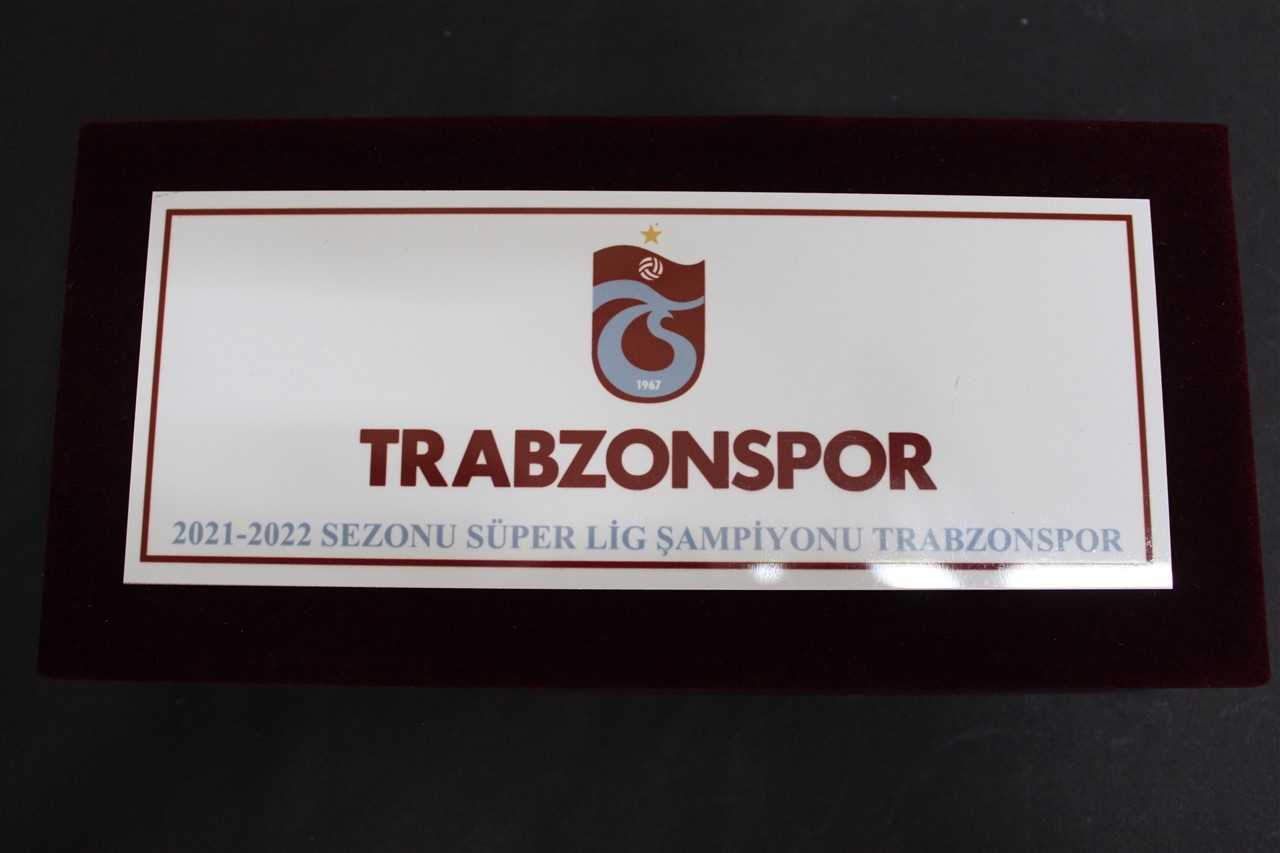 1967
TRABZONSPOR
2021-2022 SEZONU SÜPER LİG ŞAMPİYONU TRABZONSPOR